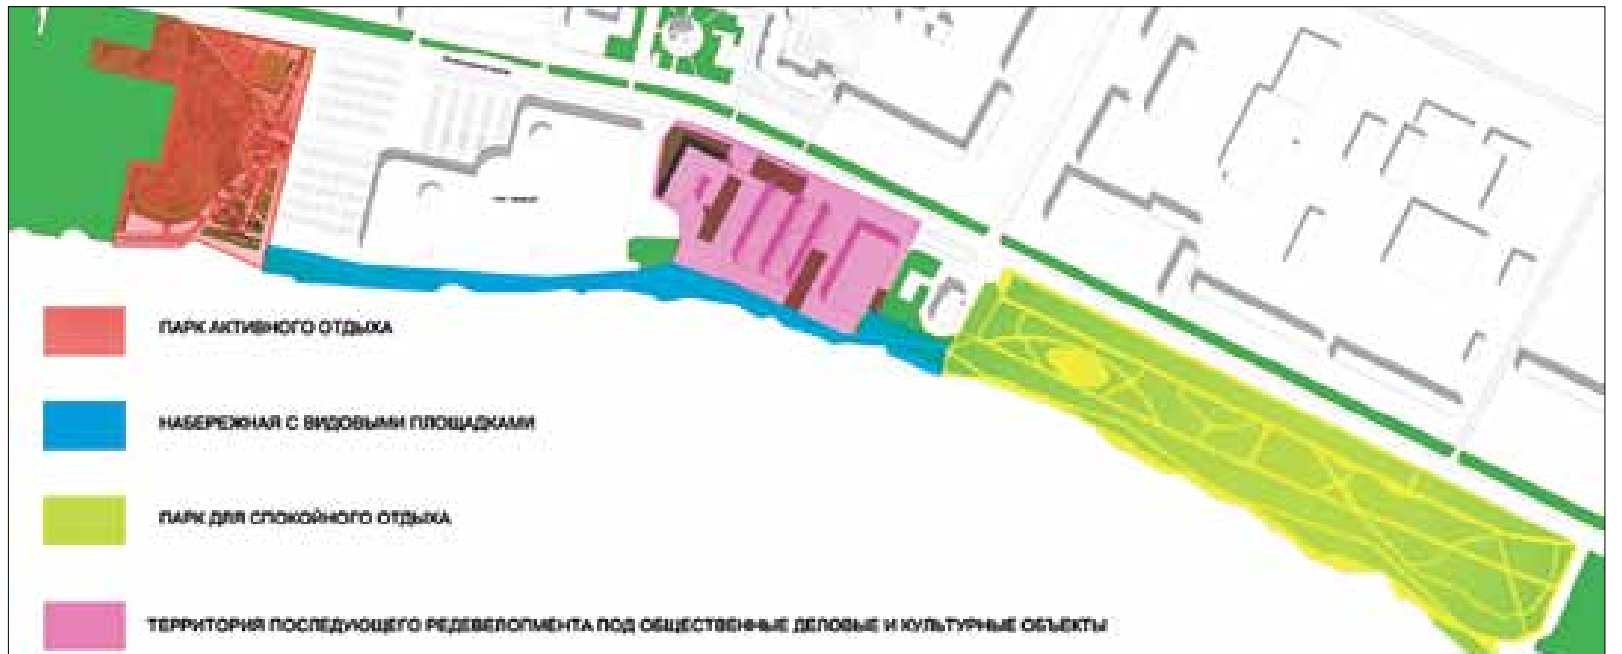 ПАРК АКТИВНОГО ОТДЫХА
НАБЕРЕЖНАЯ С ВИДОВЫМИ ПЛОЩАДКАМИ
ПАРК ДЛЯ СПОКОЙНОГО ОТДЫХА
ТЕРРИТОРИЯ ПОСЛЕДУЮЩЕГО РЕДЕВЕЛОПМЕНТА ПОД ОБЩЕСТВЕННЫЕ ДЕЛОВЫЕ И КУЛЬТУРНЫЕ ОБЪЕКТЫ